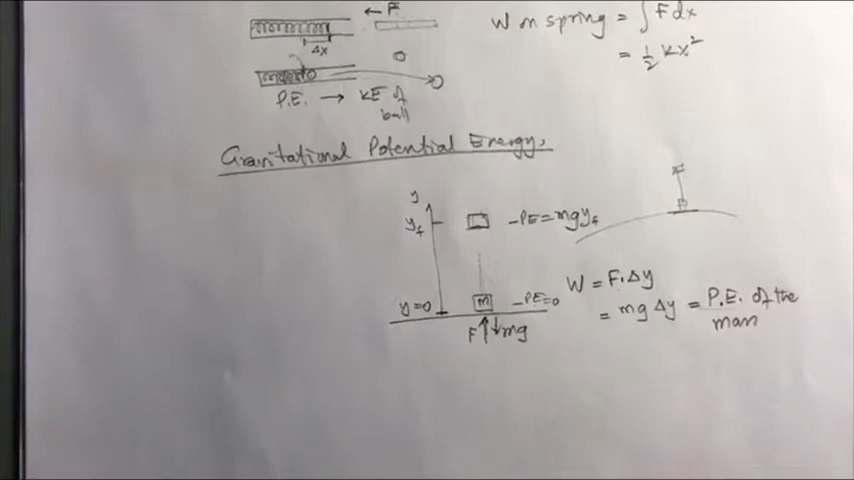 ← F
Δx
W on spring = ∫ F dx
= 1/2 kx²
P.E. → KE of
ball
Gravitational Potential Energy,
y
y_f
-PE = mgy_f
y=0
m
-PE=0
F ↑ ↓ mg
W = F.Δy
= mg Δy = P.E. of the
mass